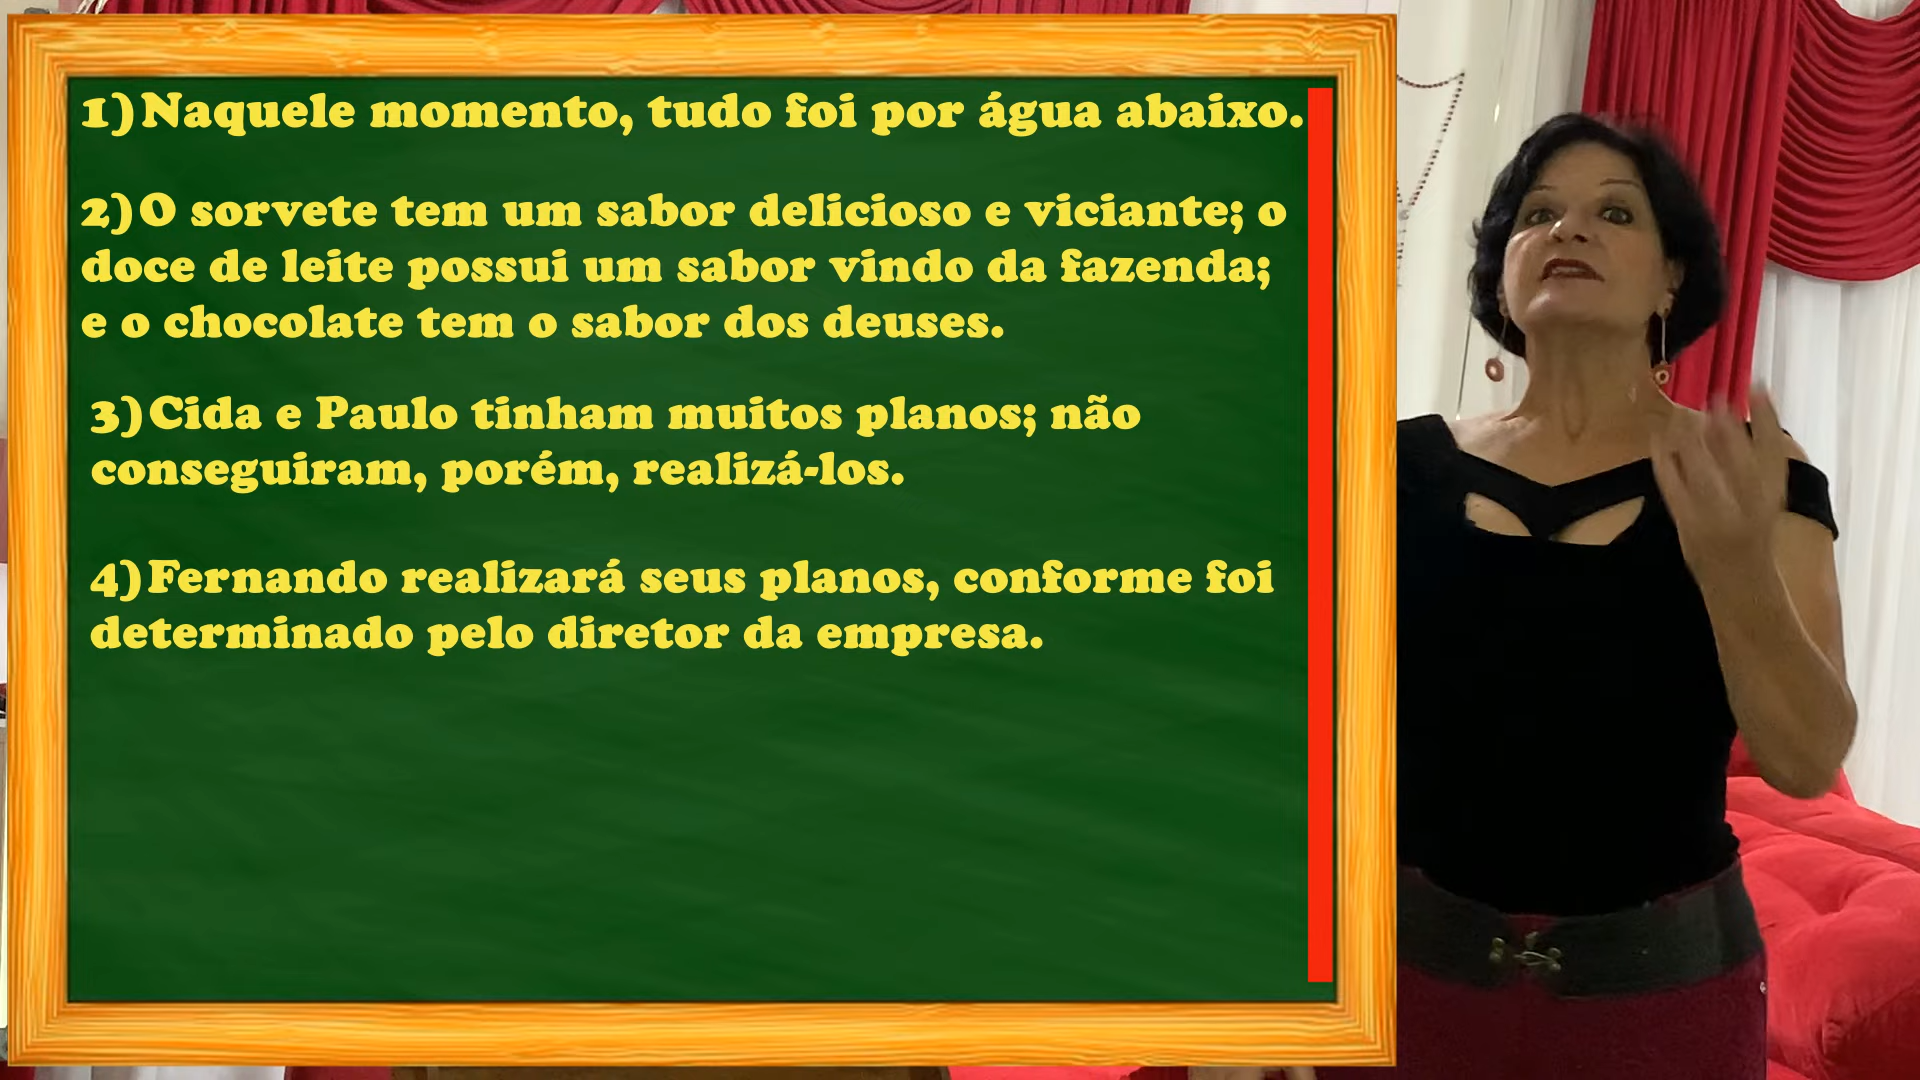 1) Naquele momento, tudo foi por água abaixo.
2) O sorvete tem um sabor delicioso e viciante; o
doce de leite possui um sabor vindo da fazenda;
e o chocolate tem o sabor dos deuses.
3) Cida e Paulo tinham muitos planos; não
conseguiram, porém, realizá-los.
4) Fernando realizará seus planos, conforme foi
determinado pelo diretor da empresa.